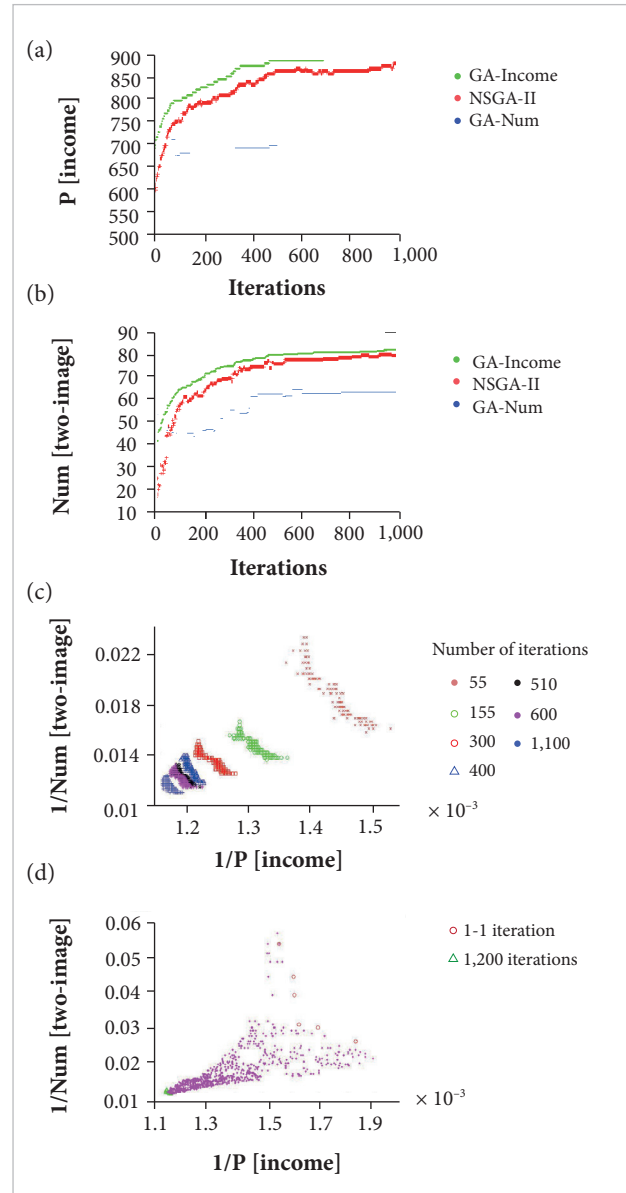 (a)
P [income]
900
850
800
750
700
650
600
550
500
0 200 400 600 800 1,000
Iterations
GA-Income
NSGA-II
GA-Num
(b)
Num [two-image]
90
80
70
60
50
40
30
20
10
0 200 400 600 800 1,000
Iterations
GA-Income
NSGA-II
GA-Num
(c)
1/Num [two-image]
0.022
0.018
0.014
0.01
1.2 1.3 1.4 1.5
× 10⁻³
1/P [income]
Number of iterations
55 510
155 600
300 1,100
400
(d)
1/Num [two-image]
0.06
0.05
0.04
0.03
0.02
0.01
1.1 1.3 1.5 1.7 1.9
× 10⁻³
1/P [income]
1-1 iteration
1,200 iterations